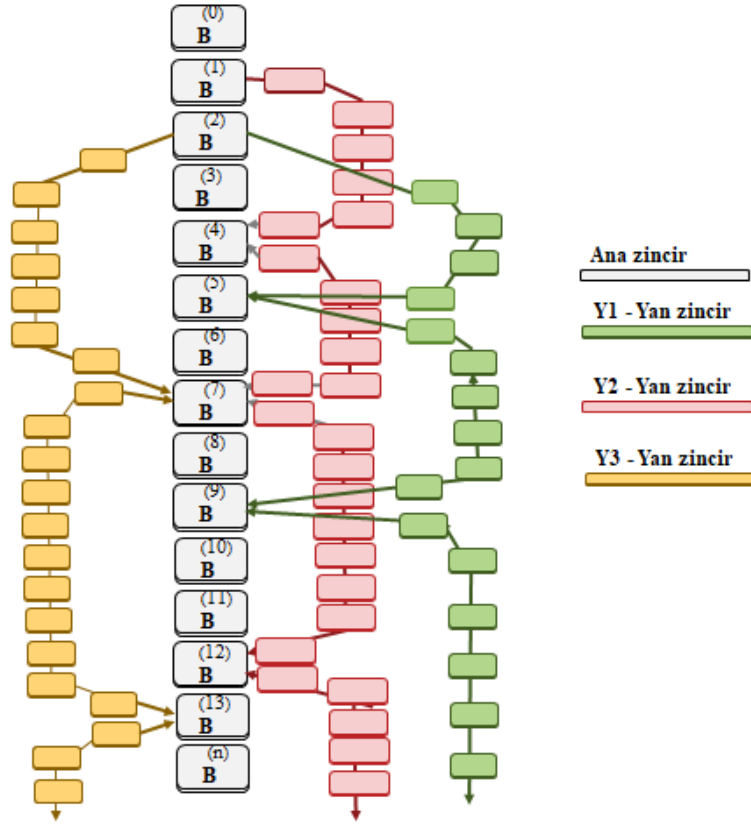 (0)
B
(1)
B
(2)
B
(3)
B
(4)
B
(5)
B
(6)
B
(7)
B
(8)
B
(9)
B
(10)
B
(11)
B
(12)
B
(13)
B
(n)
B
Ana zincir
Y1 - Yan zincir
Y2 - Yan zincir
Y3 - Yan zincir